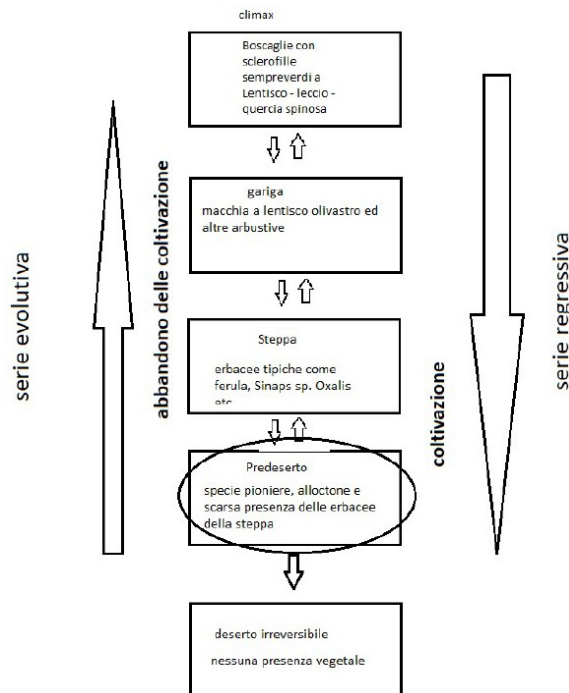 climax
Boscaglie con
sclerofille
sempreverdi a
Lentisco - leccio -
quercia spinosa
gariga
macchia a lentisco olivastro ed
altre arbustive
Steppa
erbacee tipiche come
ferula, Sinaps sp. Oxalis
etc
Predeserto
specie pioniere, alloctone e
scarsa presenza delle erbacee
della steppa
deserto irreversibile
nessuna presenza vegetale
serie evolutiva
abbandono delle coltivazione
coltivazione
serie regressiva